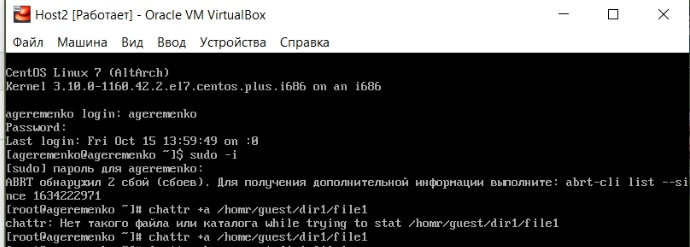 Host2 [Работает] - Oracle VM VirtualBox
Файл Машина Вид Ввод Устройства Справка
CentOS Linux 7 (AltArch)
Kernel 3.10.0-1160.42.2.el7.centos.plus.i686 on an i686
ageremenko login: ageremenko
Password:
Last login: Fri Oct 15 13:59:49 on :0
[ageremenko@ageremenko ~]$ sudo -i
[sudo] пароль для ageremenko:
ABRT обнаружил 2 сбой (сбоев). Для получения дополнительной информации выполните: abrt-cli list --si
nce 1634222971
[root@ageremenko ~]# chattr +a /homr/guest/dir1/file1
chattr: Нет такого файла или каталога while trying to stat /homr/guest/dir1/file1
[root@ageremenko ~]# chattr +a /home/guest/dir1/file1